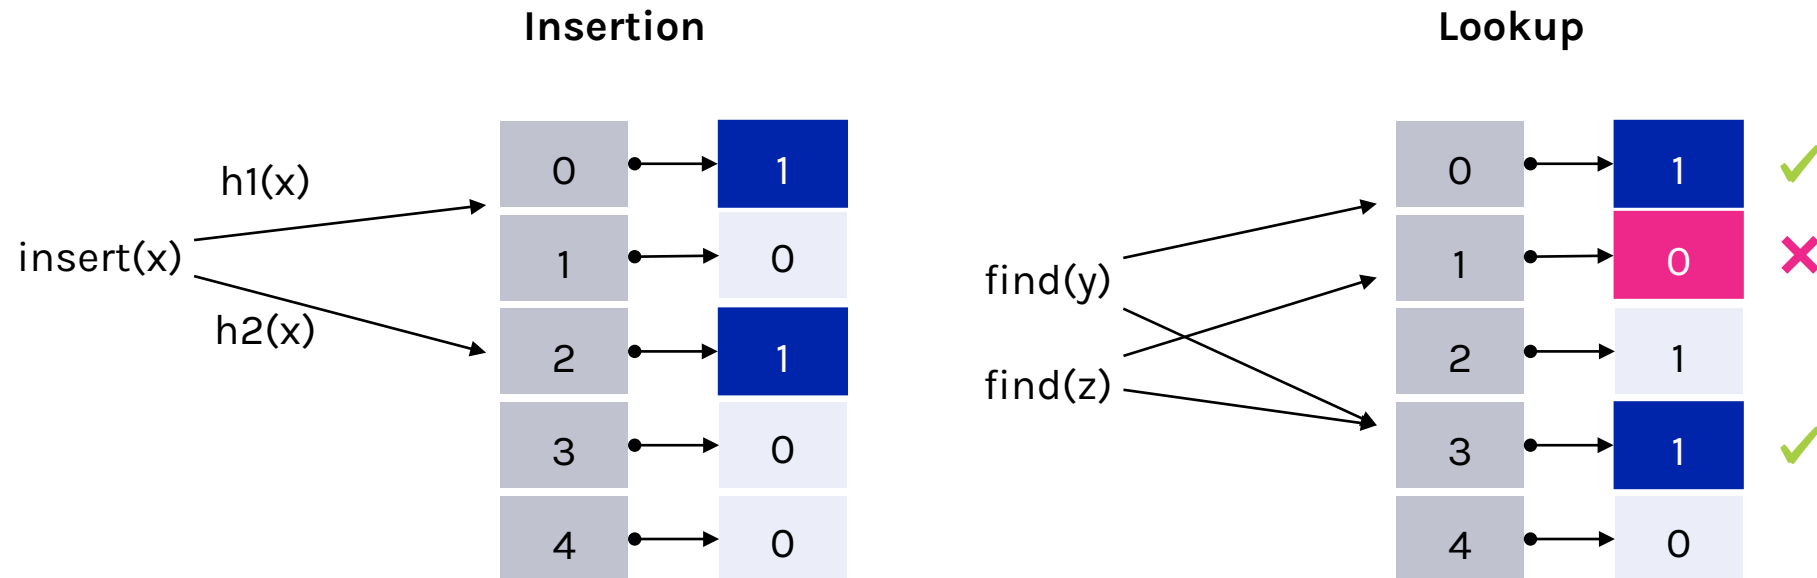 Insertion
h1(x)
insert(x)
h2(x)
0 1
1 0
2 1
3 0
4 0
Lookup
find(y)
find(z)
0 1
1 0
2 1
3 1
4 0